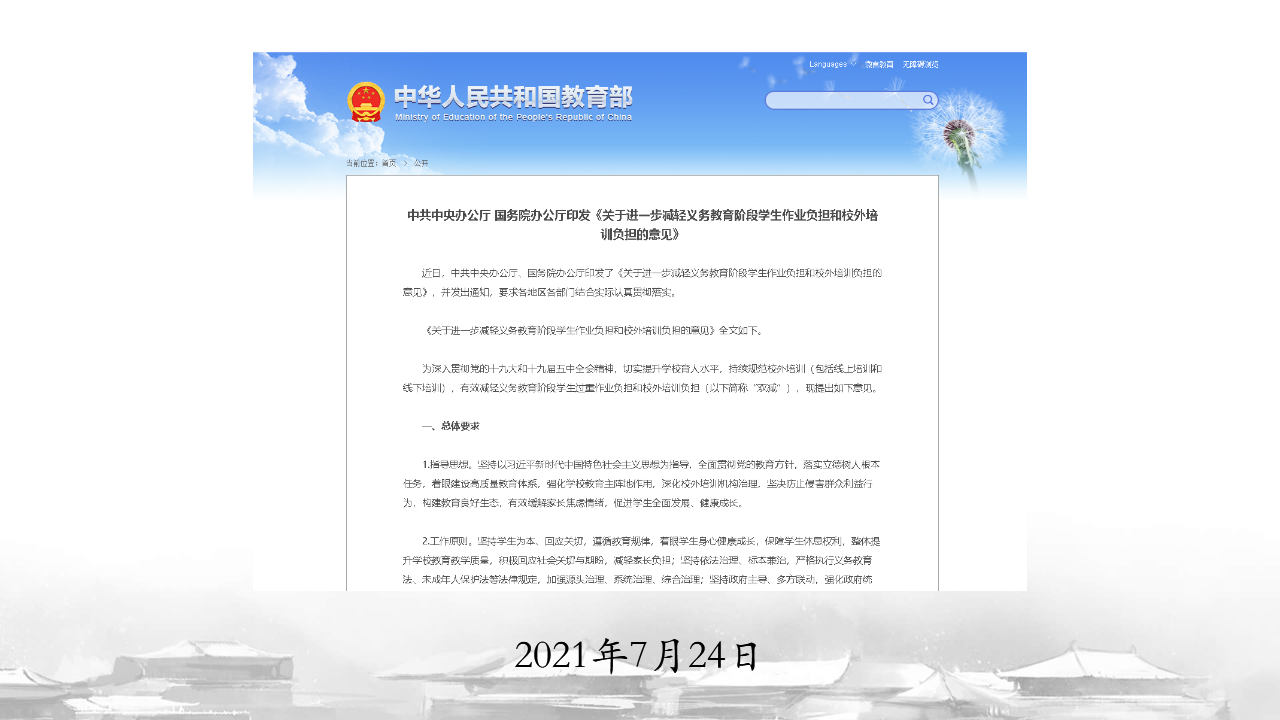 Languages 微言教育 无障碍浏览
中华人民共和国教育部
Ministry of Education of the People's Republic of China
当前位置：首页 > 公开
中共中央办公厅 国务院办公厅印发《关于进一步减轻义务教育阶段学生作业负担和校外培
训负担的意见》
近日，中共中央办公厅、国务院办公厅印发了《关于进一步减轻义务教育阶段学生作业负担和校外培训负担的
意见》，并发出通知，要求各地区各部门结合实际认真贯彻落实。
《关于进一步减轻义务教育阶段学生作业负担和校外培训负担的意见》全文如下。
为深入贯彻党的十九大和十九届五中全会精神，切实提升学校育人水平，持续规范校外培训（包括线上培训和
线下培训），有效减轻义务教育阶段学生过重作业负担和校外培训负担（以下简称“双减”），现提出如下意见。
一、总体要求
1.指导思想。坚持以习近平新时代中国特色社会主义思想为指导，全面贯彻党的教育方针，落实立德树人根本
任务，着眼建设高质量教育体系，强化学校教育主阵地作用，深化校外培训机构治理，坚决防止侵害群众利益行
为，构建教育良好生态，有效缓解家长焦虑情绪，促进学生全面发展、健康成长。
2.工作原则。坚持学生为本、回应关切，遵循教育规律，着眼学生身心健康成长，保障学生休息权利，整体提
升学校教育教学质量，积极回应社会关切与期盼，减轻家长负担；坚持依法治理、标本兼治，严格执行义务教育
法、未成年人保护法等法律规定，加强源头治理、系统治理、综合治理；坚持政府主导、多方联动，强化政府统
2021年7月24日